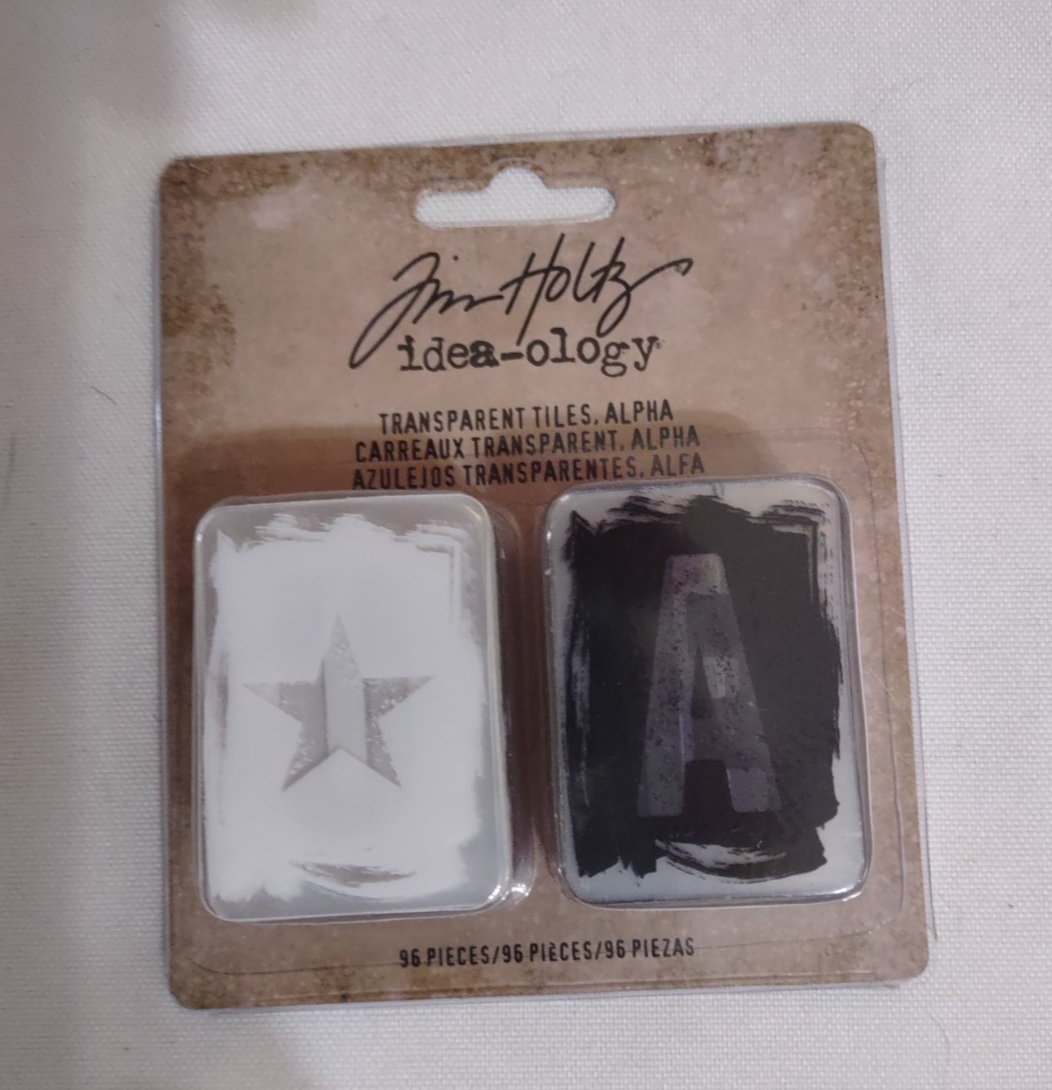 Tim Holtz
idea-ology
TRANSPARENT TILES, ALPHA
CARREAUX TRANSPARENT, ALPHA
AZULEJOS TRANSPARENTES, ALFA
A
96 PIECES/96 PIÈCES/96 PIEZAS